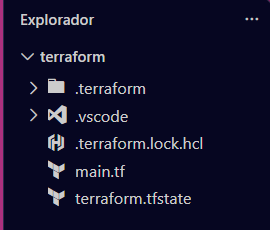 Explorador
terraform
.terraform
.vscode
.terraform.lock.hcl
main.tf
terraform.tfstate